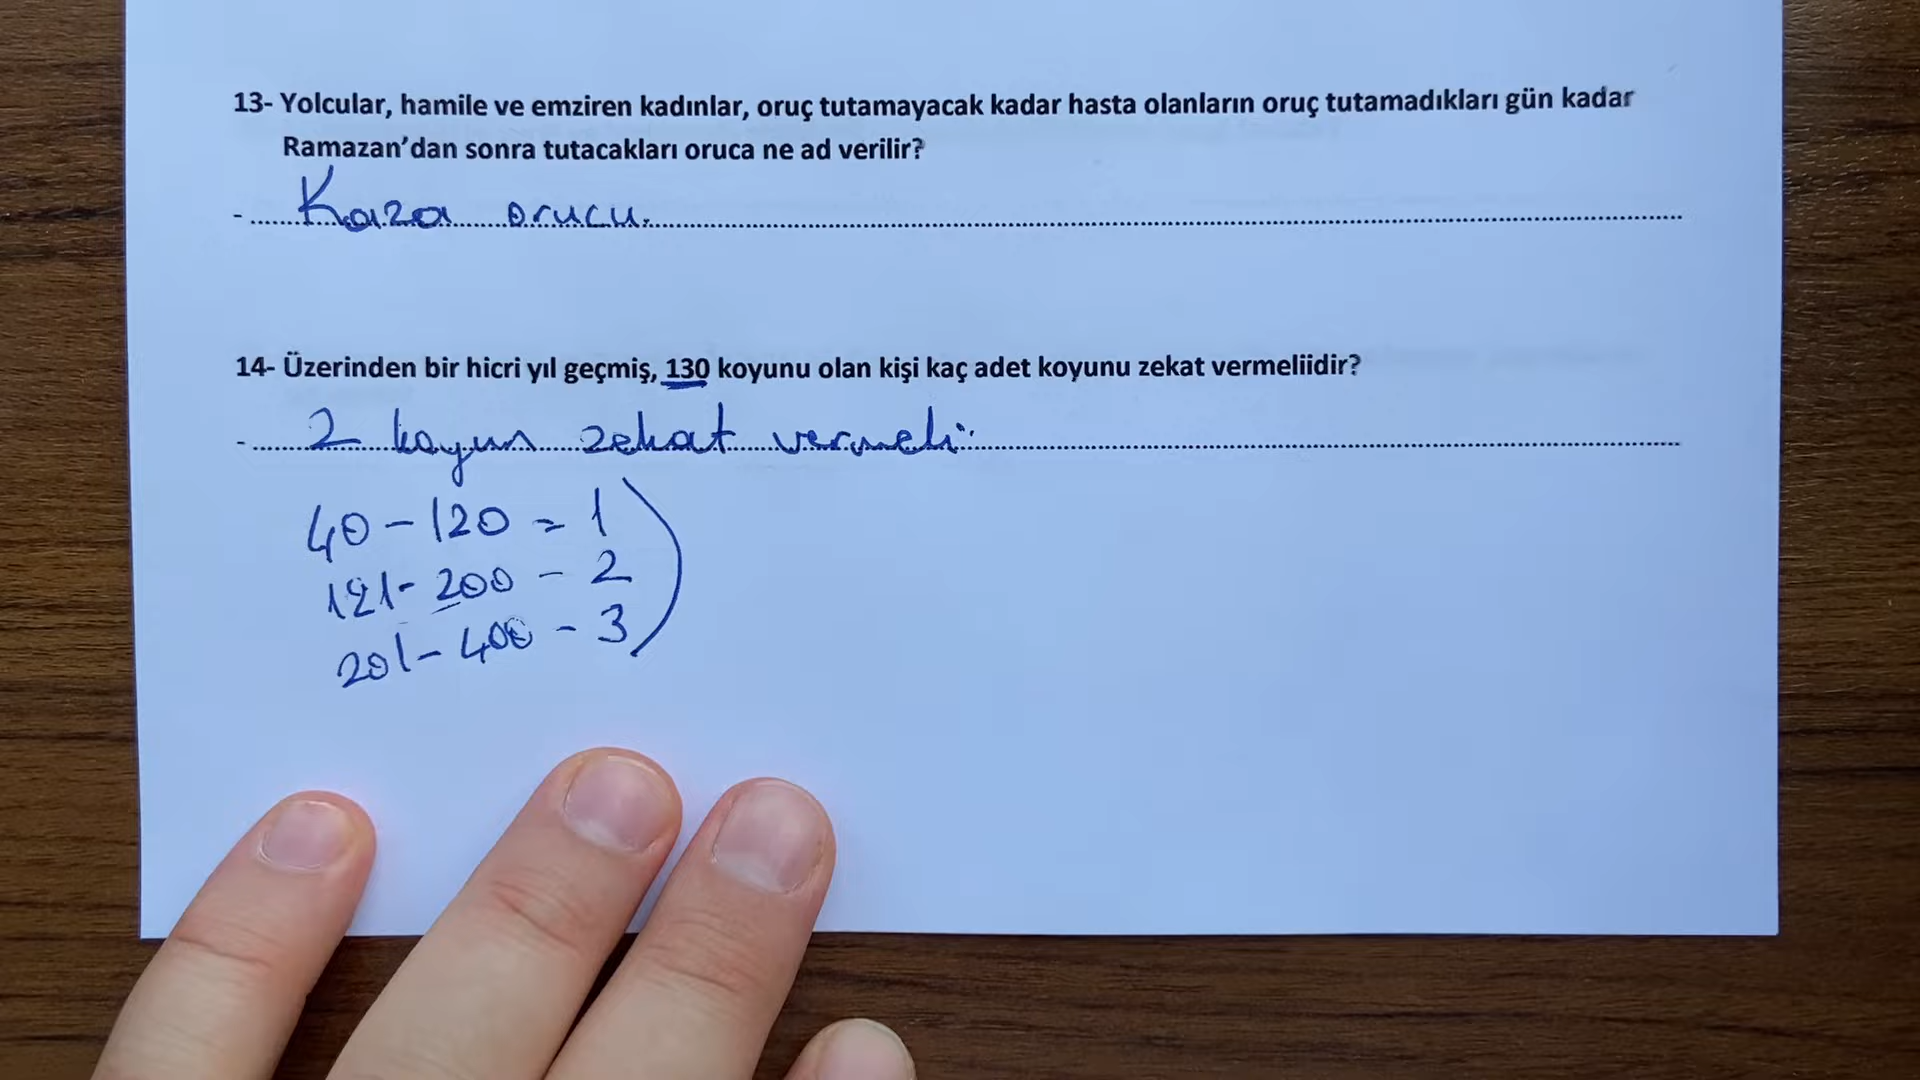 13- Yolcular, hamile ve emziren kadınlar, oruç tutamayacak kadar hasta olanların oruç tutamadıkları gün kadar
Ramazan'dan sonra tutacakları oruca ne ad verilir?
- Kaza orucu.
14- Üzerinden bir hicri yıl geçmiş, 130 koyunu olan kişi kaç adet koyunu zekat vermeliidir?
- 2 koyun zekat vermeli.
40 - 120 = 1
121 - 200 - 2
201 - 400 - 3